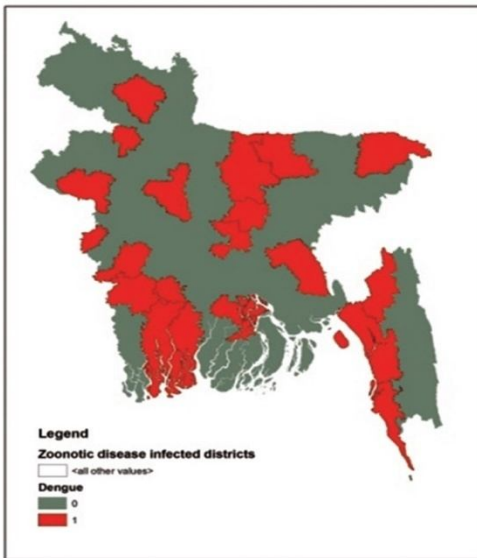 Legend
Zoonotic disease infected districts
<all other values>
Dengue
0
1